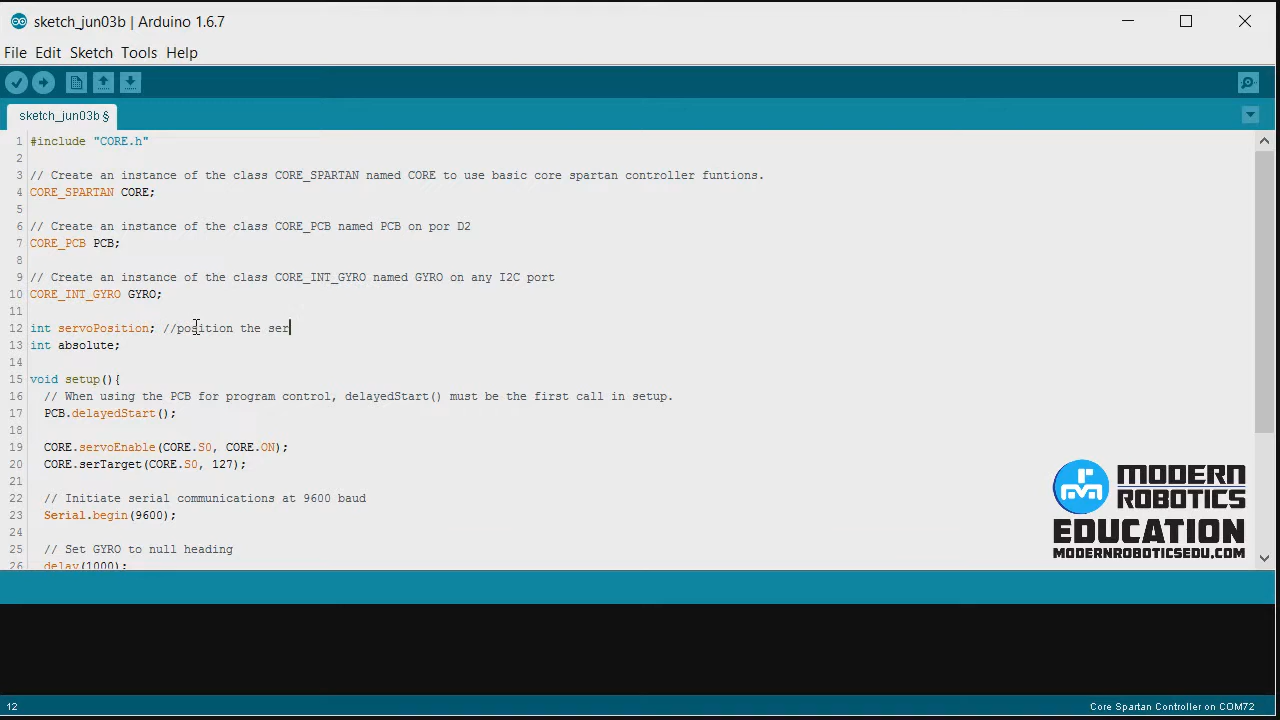 sketch_jun03b | Arduino 1.6.7
File Edit Sketch Tools Help
sketch_jun03b §
1 #include "CORE.h"
2
3 // Create an instance of the class CORE_SPARTAN named CORE to use basic core spartan controller funtions.
4 CORE_SPARTAN CORE;
5
6 // Create an instance of the class CORE_PCB named PCB on por D2
7 CORE_PCB PCB;
8
9 // Create an instance of the class CORE_INT_GYRO named GYRO on any I2C port
10 CORE_INT_GYRO GYRO;
11
12 int servoPosition; //position the ser
13 int absolute;
14
15 void setup(){
16 // When using the PCB for program control, delayedStart() must be the first call in setup.
17 PCB.delayedStart();
18
19 CORE.servoEnable(CORE.S0, CORE.ON);
20 CORE.serTarget(CORE.S0, 127);
21
22 // Initiate serial communications at 9600 baud
23 Serial.begin(9600);
24
25 // Set GYRO to null heading
26 delay(1000);
MODERN
ROBOTICS
EDUCATION
MODERNROBOTICSEDU.COM
12
Core Spartan Controller on COM72